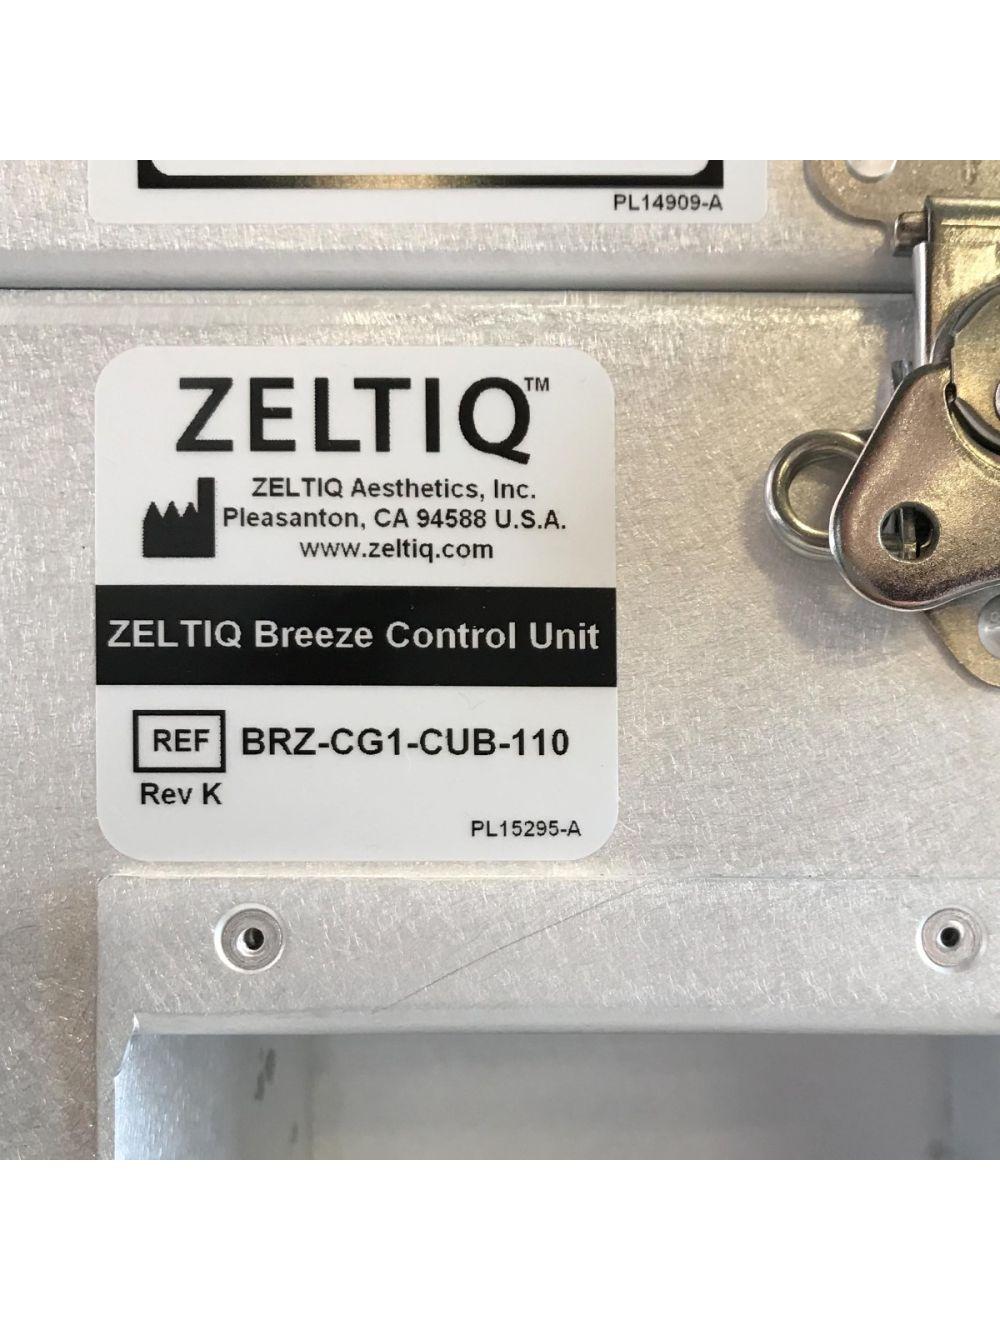 PL14909-A
ZELTIQ™
ZELTIQ Aesthetics, Inc.
Pleasanton, CA 94588 U.S.A.
www.zeltiq.com
ZELTIQ Breeze Control Unit
REF BRZ-CG1-CUB-110
Rev K
PL15295-A